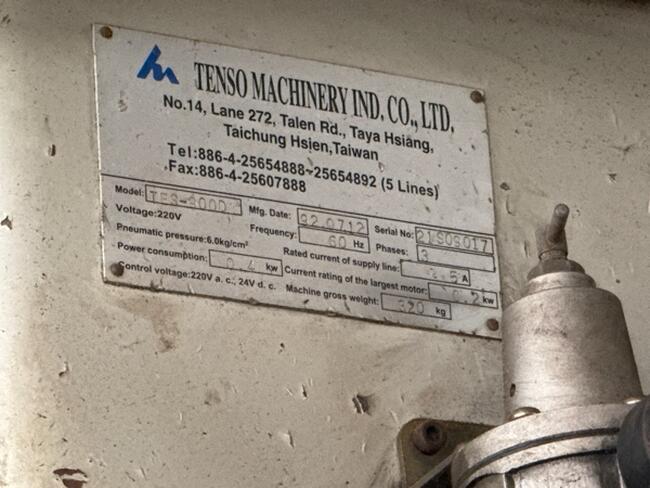 TENSO MACHINERY IND. CO., LTD.
No.14, Lane 272, Talen Rd., Taya Hsiang,
Taichung Hsien, Taiwan
Tel:886-4-25654888~25654892 (5 Lines)
Fax:886-4-25607888
Model: Mfg. Date: 92.0712 Serial No: 21S03017
Voltage:220V Frequency: 60 Hz Phases: 3
Pneumatic pressure:6.0kg/cm² Rated current of supply line: 3.5 A
Power consumption: 0.4 kw Current rating of the largest motor: 0.2 kw
Control voltage:220V a.c., 24V d.c. Machine gross weight: 320 kg